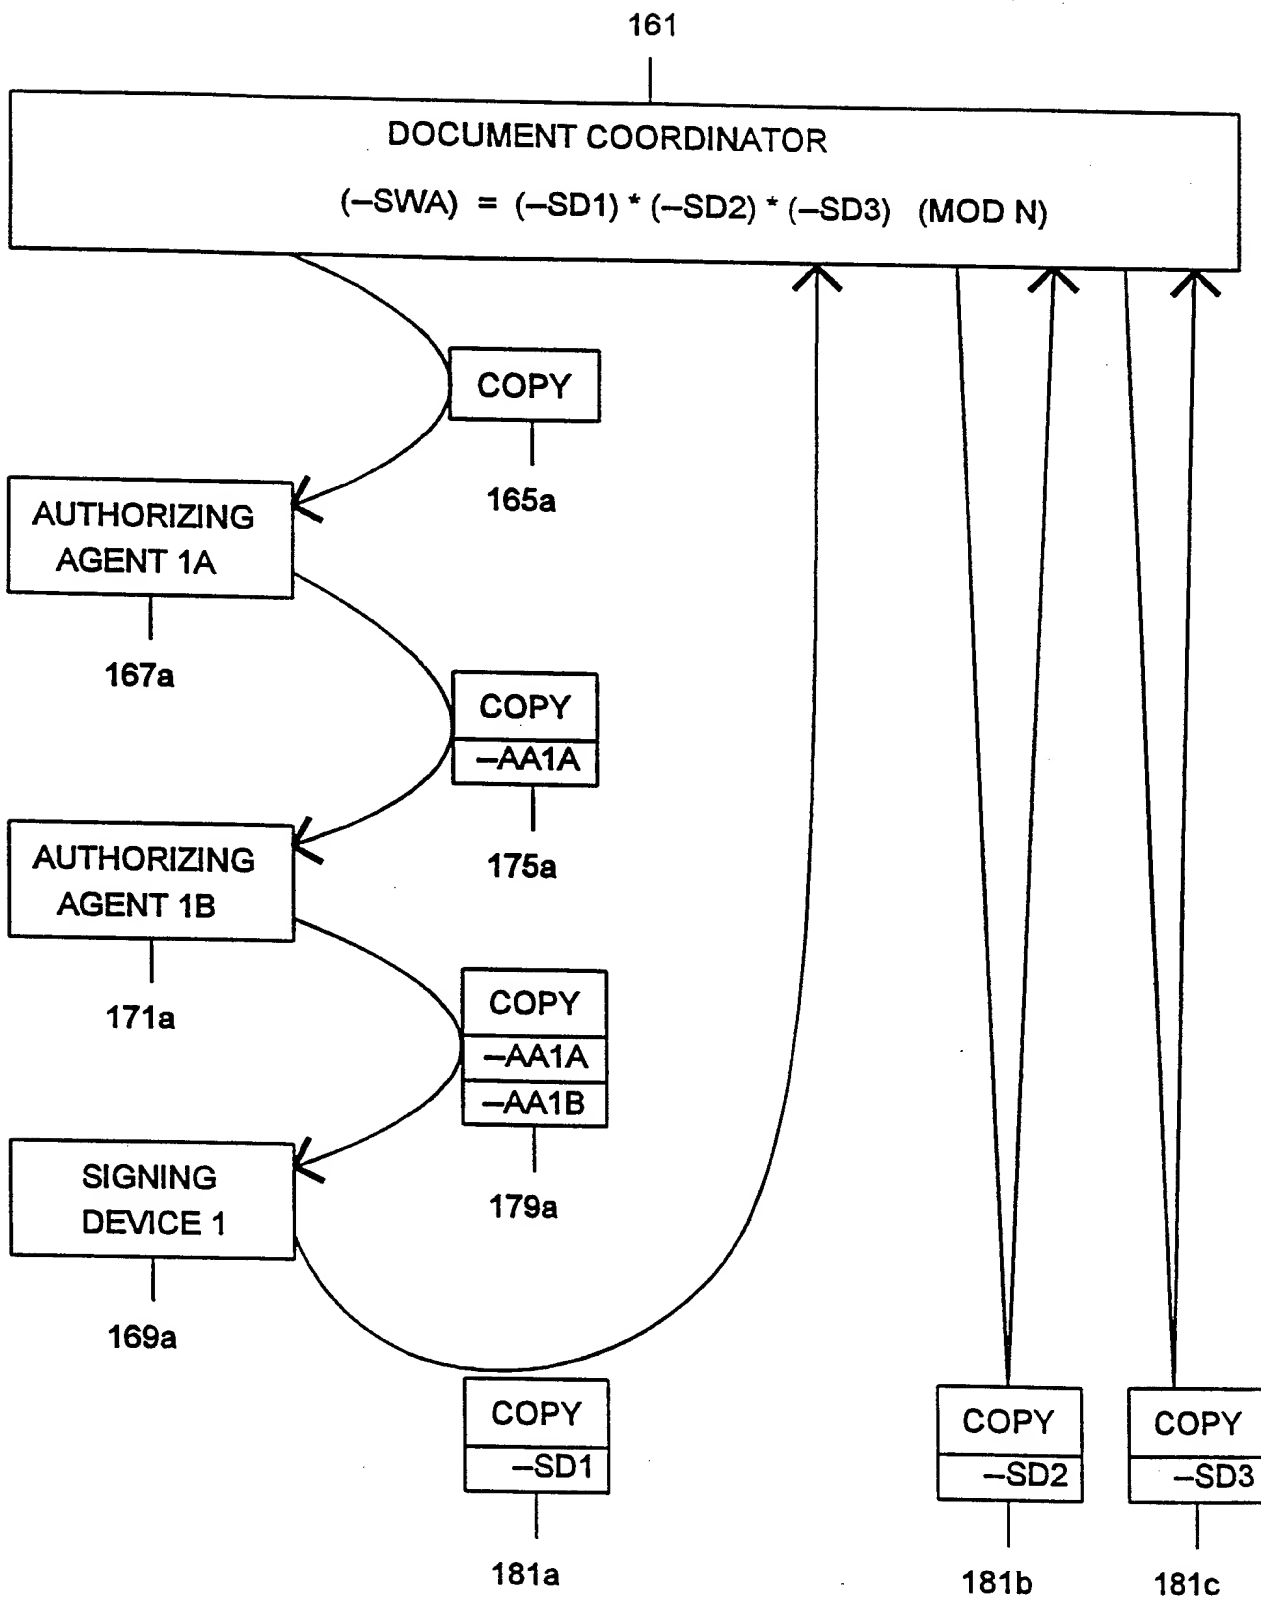 161
DOCUMENT COORDINATOR
(–SWA) = (–SD1) * (–SD2) * (–SD3) (MOD N)
COPY
165a
AUTHORIZING
AGENT 1A
167a
COPY
–AA1A
175a
AUTHORIZING
AGENT 1B
171a
COPY
–AA1A
–AA1B
179a
SIGNING
DEVICE 1
169a
COPY
–SD1
181a
COPY
–SD2
181b
COPY
–SD3
181c